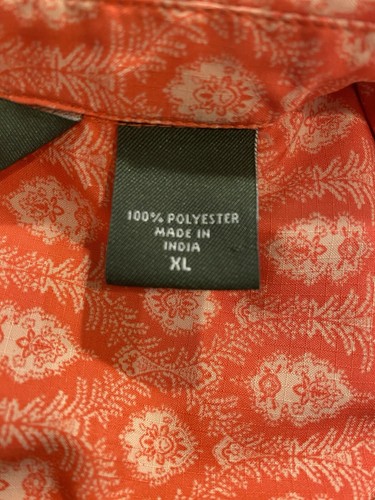 100% POLYESTER
MADE IN
INDIA
XL